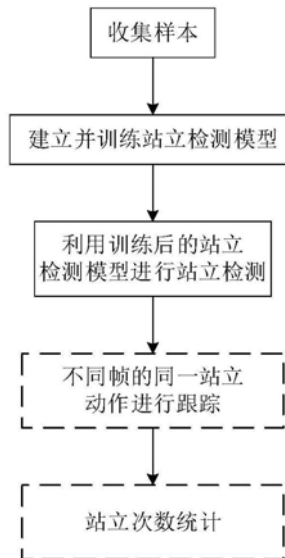 收集样本
建立并训练站立检测模型
利用训练后的站立
检测模型进行站立检测
不同帧的同一站立
动作进行跟踪
站立次数统计